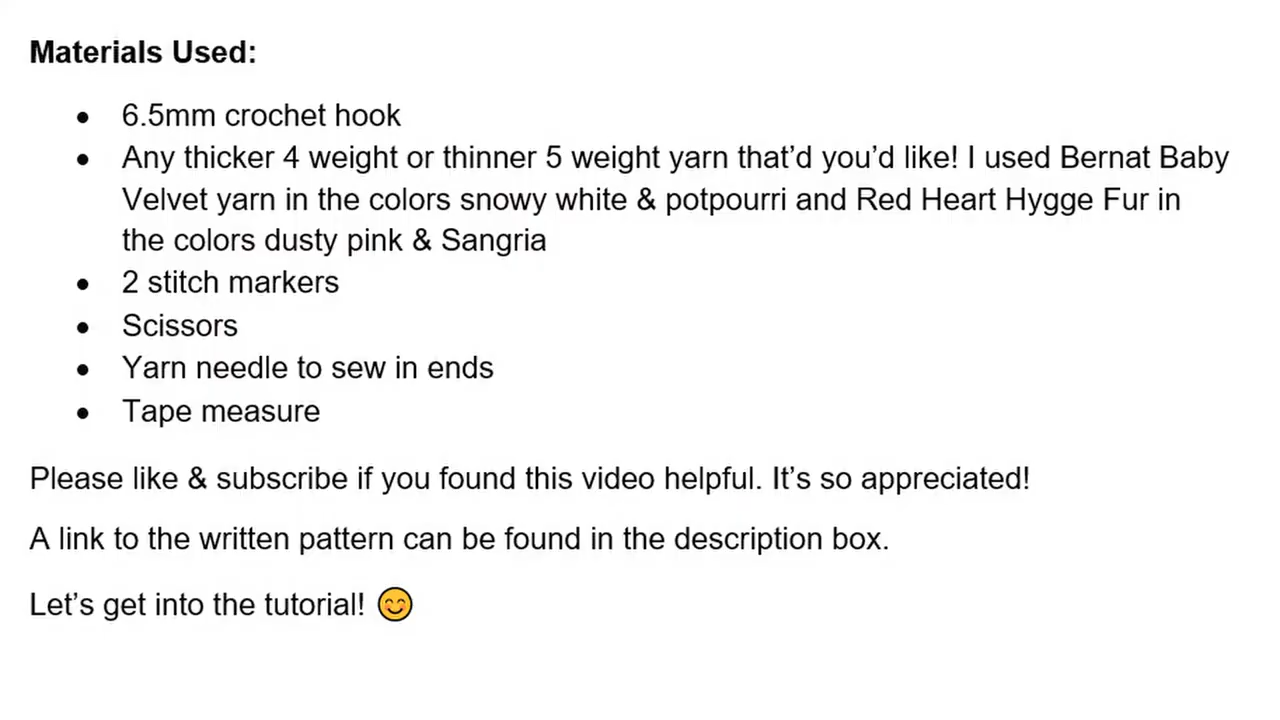 Materials Used:
• 6.5mm crochet hook
• Any thicker 4 weight or thinner 5 weight yarn that’d you’d like! I used Bernat Baby
Velvet yarn in the colors snowy white & potpourri and Red Heart Hygge Fur in
the colors dusty pink & Sangria
• 2 stitch markers
• Scissors
• Yarn needle to sew in ends
• Tape measure
Please like & subscribe if you found this video helpful. It’s so appreciated!
A link to the written pattern can be found in the description box.
Let’s get into the tutorial! 😊